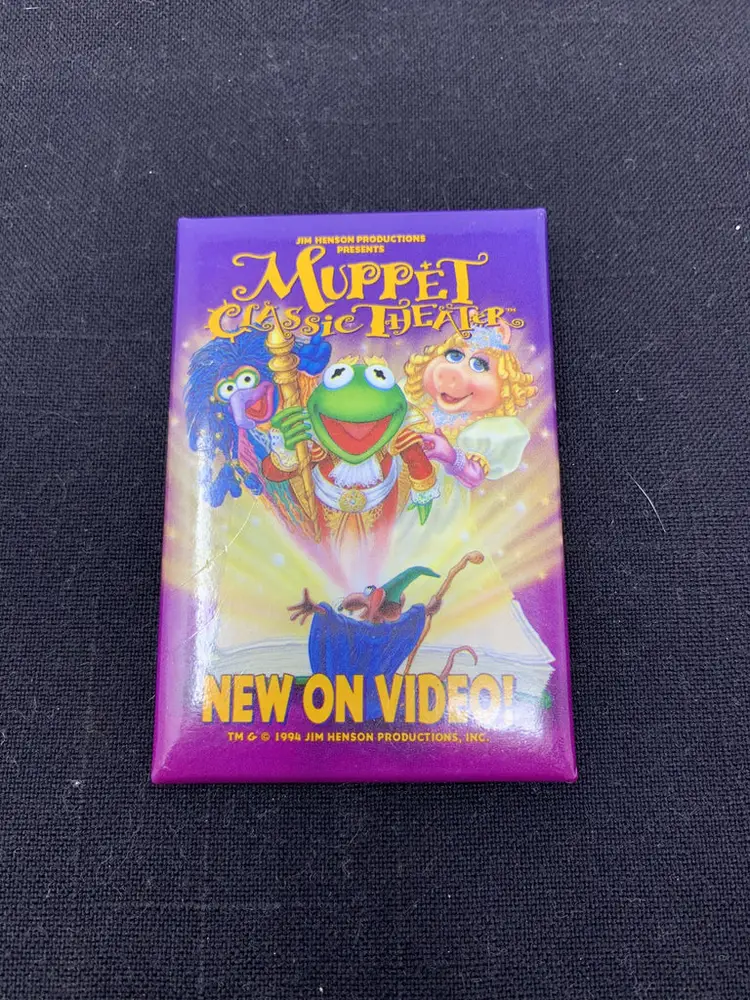 JIM HENSON PRODUCTIONS
PRESENTS
MUPPET
CLASSIC THEATER™
NEW ON VIDEO!
TM & © 1994 JIM HENSON PRODUCTIONS, INC.